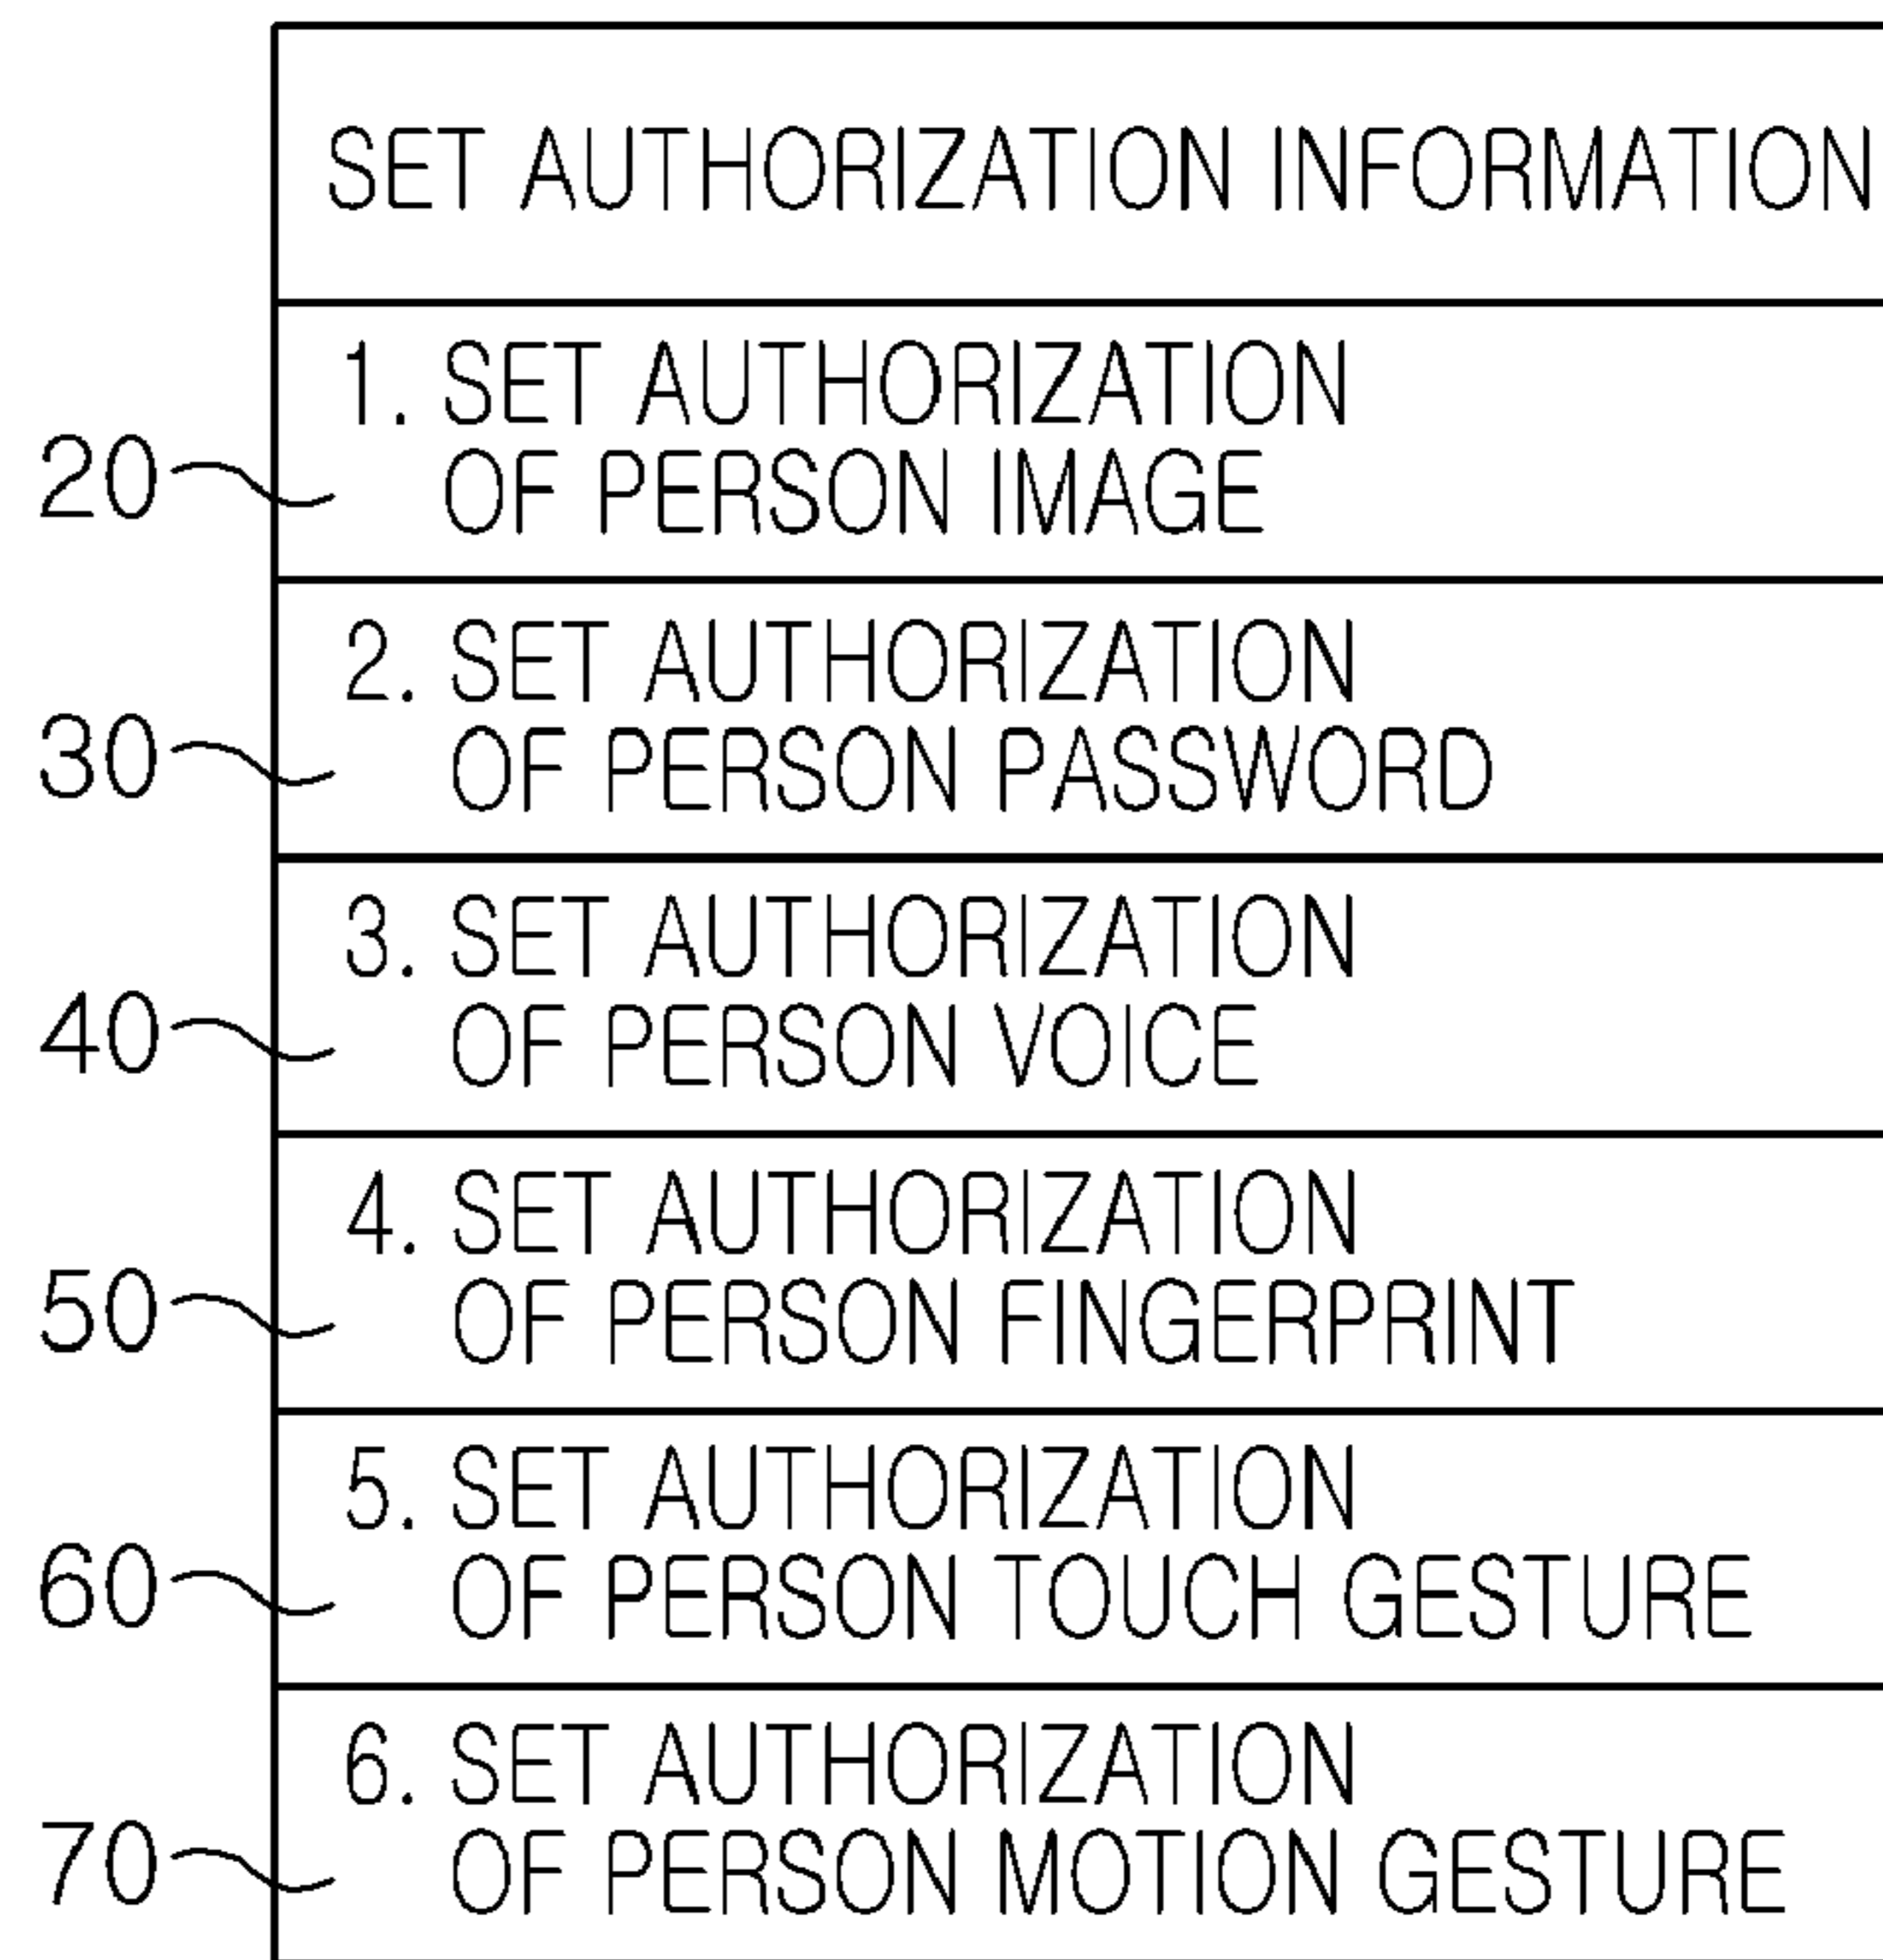 SET AUTHORIZATION INFORMATION
1. SET AUTHORIZATION
20 OF PERSON IMAGE
2. SET AUTHORIZATION
30 OF PERSON PASSWORD
3. SET AUTHORIZATION
40 OF PERSON VOICE
4. SET AUTHORIZATION
50 OF PERSON FINGERPRINT
5. SET AUTHORIZATION
60 OF PERSON TOUCH GESTURE
6. SET AUTHORIZATION
70 OF PERSON MOTION GESTURE